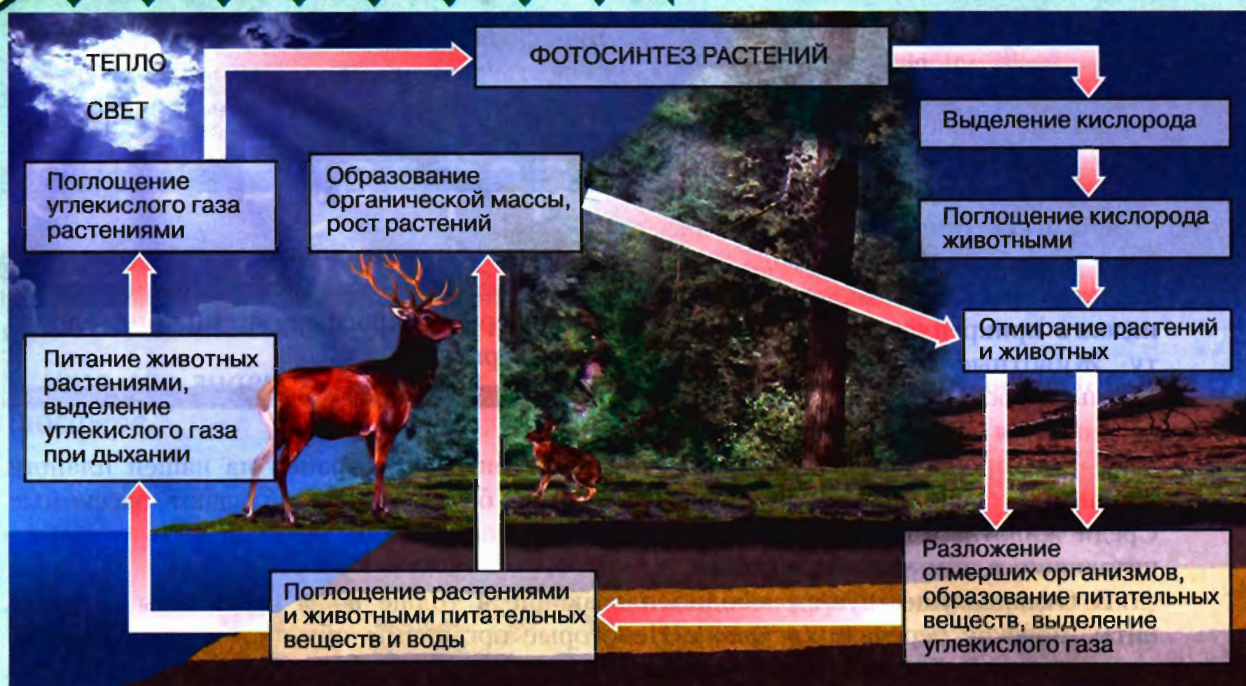 ТЕПЛО
СВЕТ
ФОТОСИНТЕЗ РАСТЕНИЙ
Выделение кислорода
Поглощение кислорода
животными
Отмирание растений
и животных
Разложение
отмерших организмов,
образование питательных
веществ, выделение
углекислого газа
Поглощение растениями
и животными питательных
веществ и воды
Образование
органической массы,
рост растений
Питание животных
растениями,
выделение
углекислого газа
при дыхании
Поглощение
углекислого газа
растениями